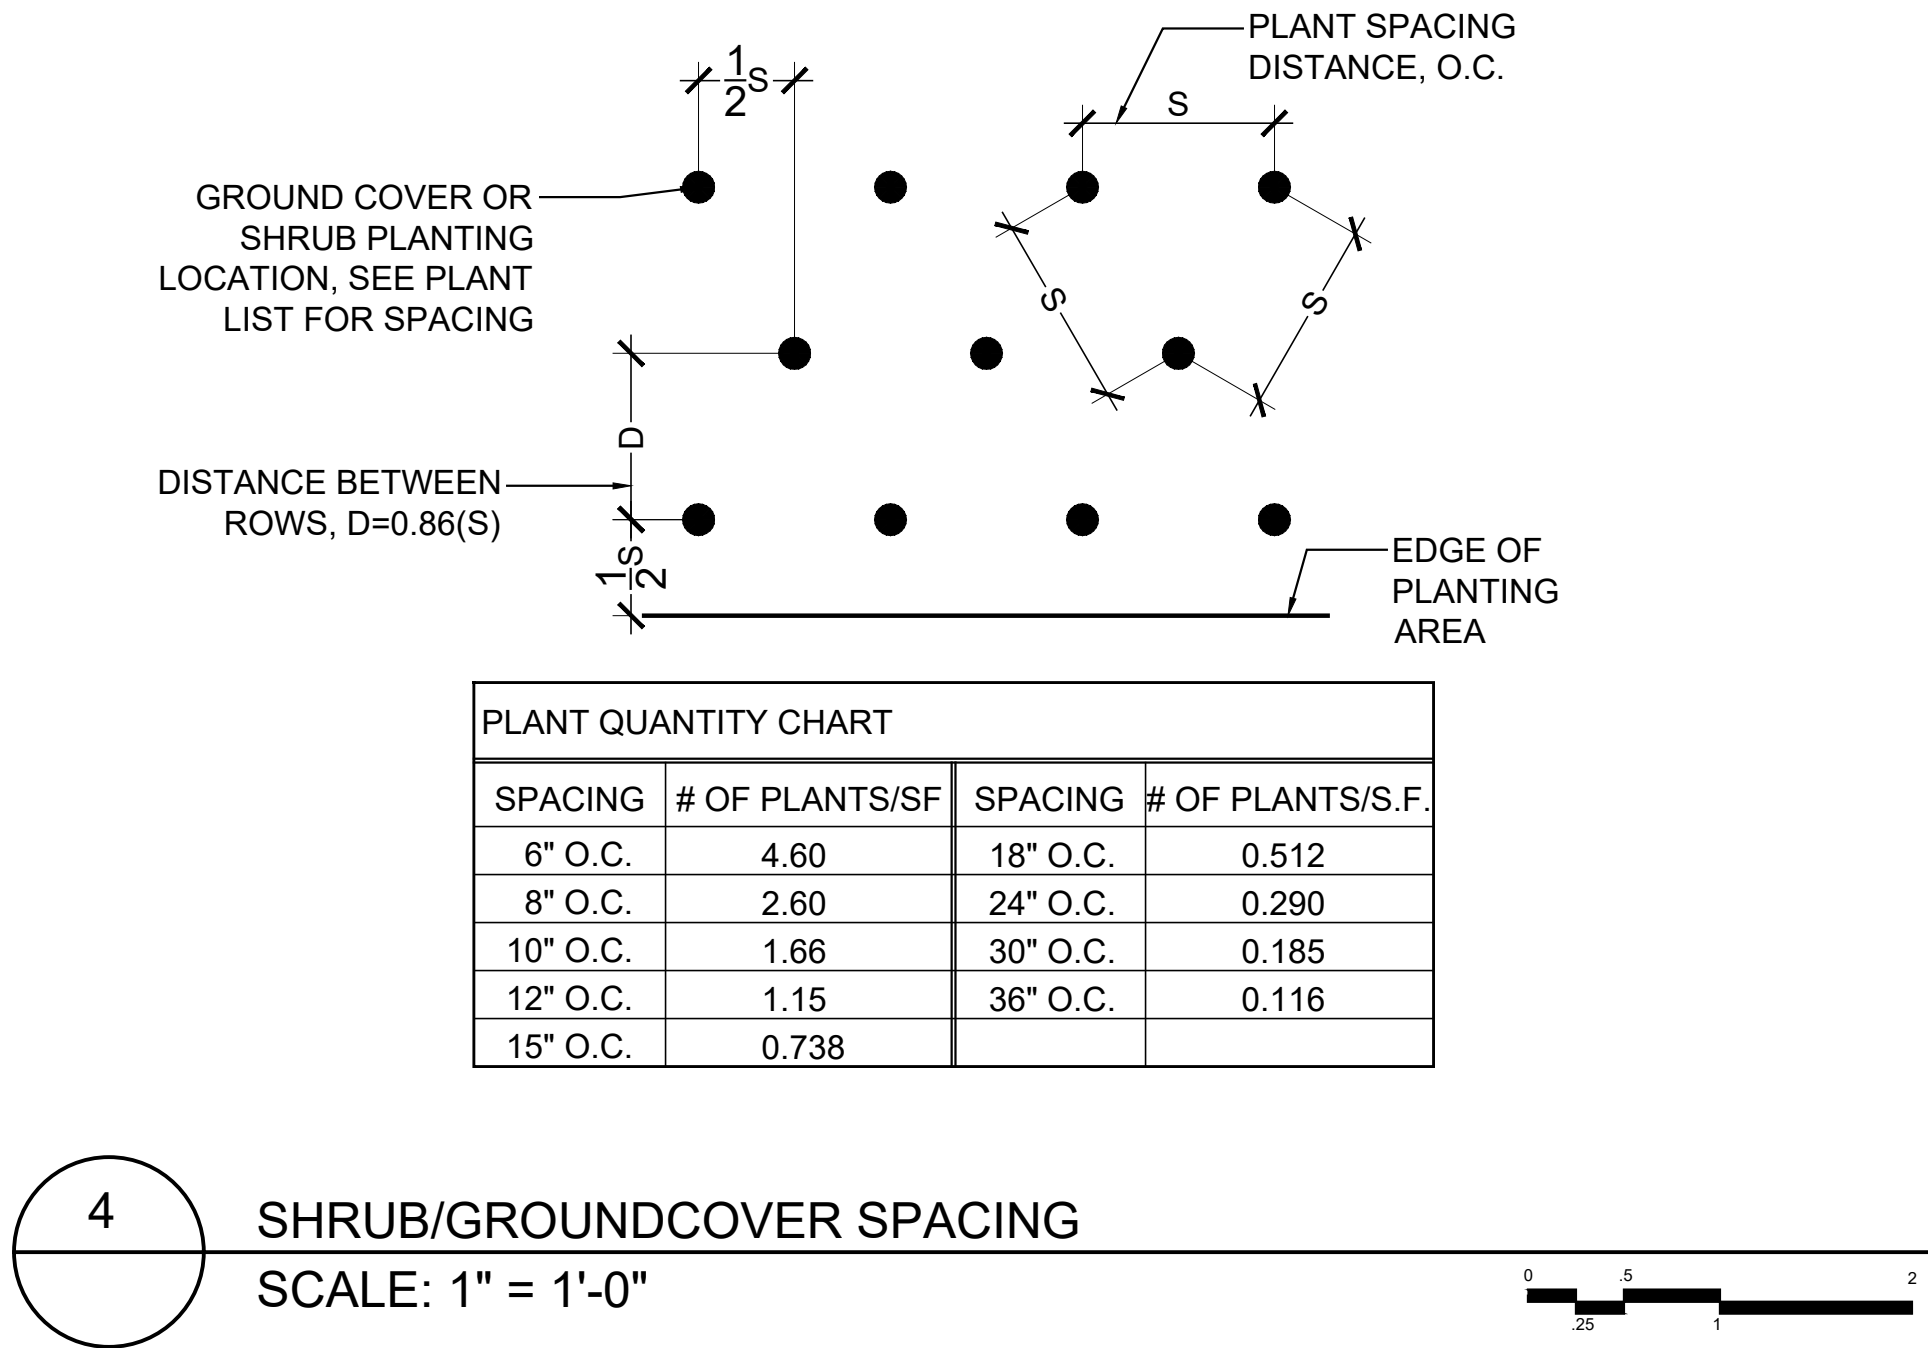 PLANT SPACING
DISTANCE, O.C.
1/2 S
S
GROUND COVER OR
SHRUB PLANTING
LOCATION, SEE PLANT
LIST FOR SPACING
S
S
D
DISTANCE BETWEEN
ROWS, D=0.86(S)
1/2 S
EDGE OF
PLANTING
AREA
PLANT QUANTITY CHART
SPACING # OF PLANTS/SF SPACING # OF PLANTS/S.F.
6" O.C. 4.60 18" O.C. 0.512
8" O.C. 2.60 24" O.C. 0.290
10" O.C. 1.66 30" O.C. 0.185
12" O.C. 1.15 36" O.C. 0.116
15" O.C. 0.738
4
SHRUB/GROUNDCOVER SPACING
SCALE: 1" = 1'-0"
0 .5 2
.25 1